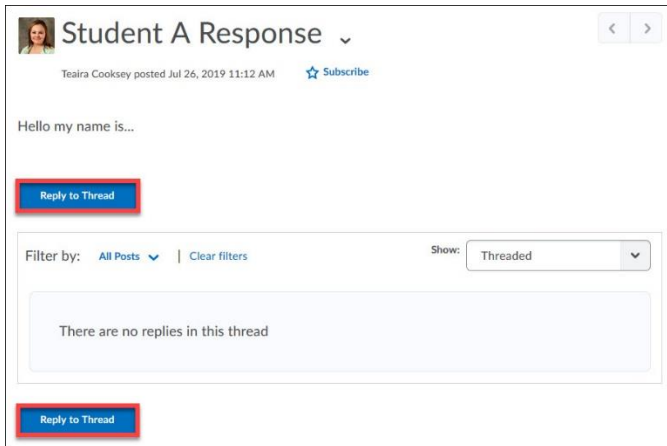 Student A Response
Teaira Cooksey posted Jul 26, 2019 11:12 AM Subscribe
Hello my name is...
Reply to Thread
Filter by: All Posts | Clear filters Show: Threaded
There are no replies in this thread
Reply to Thread